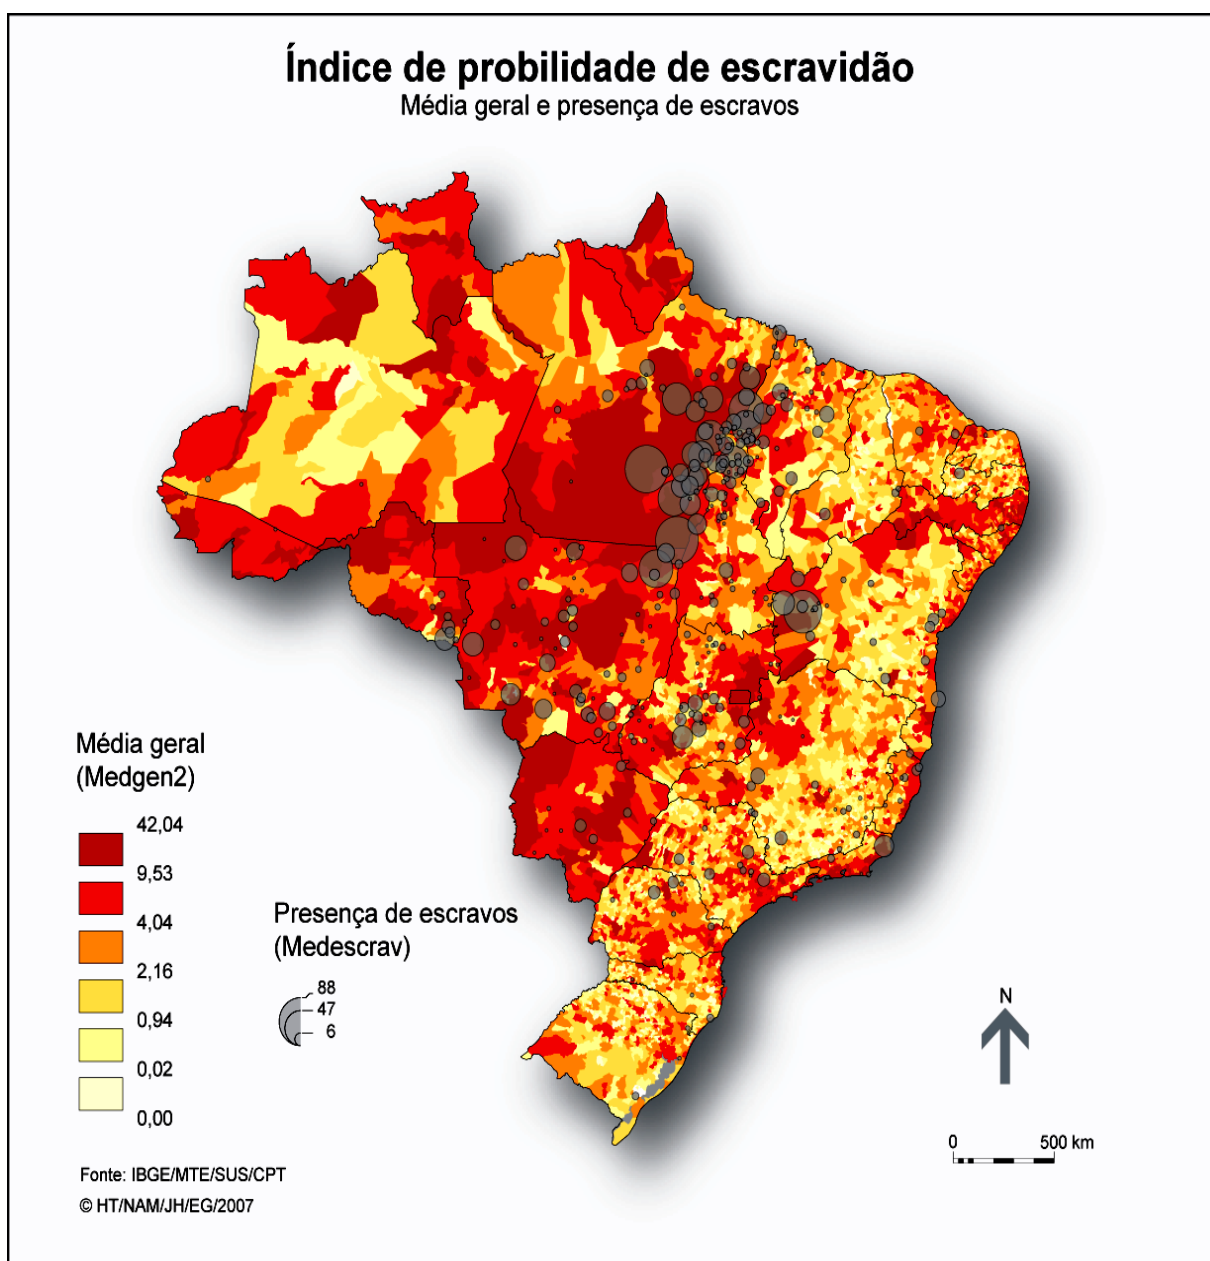 Índice de probilidade de escravidão
Média geral e presença de escravos
Média geral
(Medgen2)
42,04
9,53
4,04
2,16
0,94
0,02
0,00
Presença de escravos
(Medescrav)
88
47
6
N
0 500 km
Fonte: IBGE/MTE/SUS/CPT
© HT/NAM/JH/EG/2007